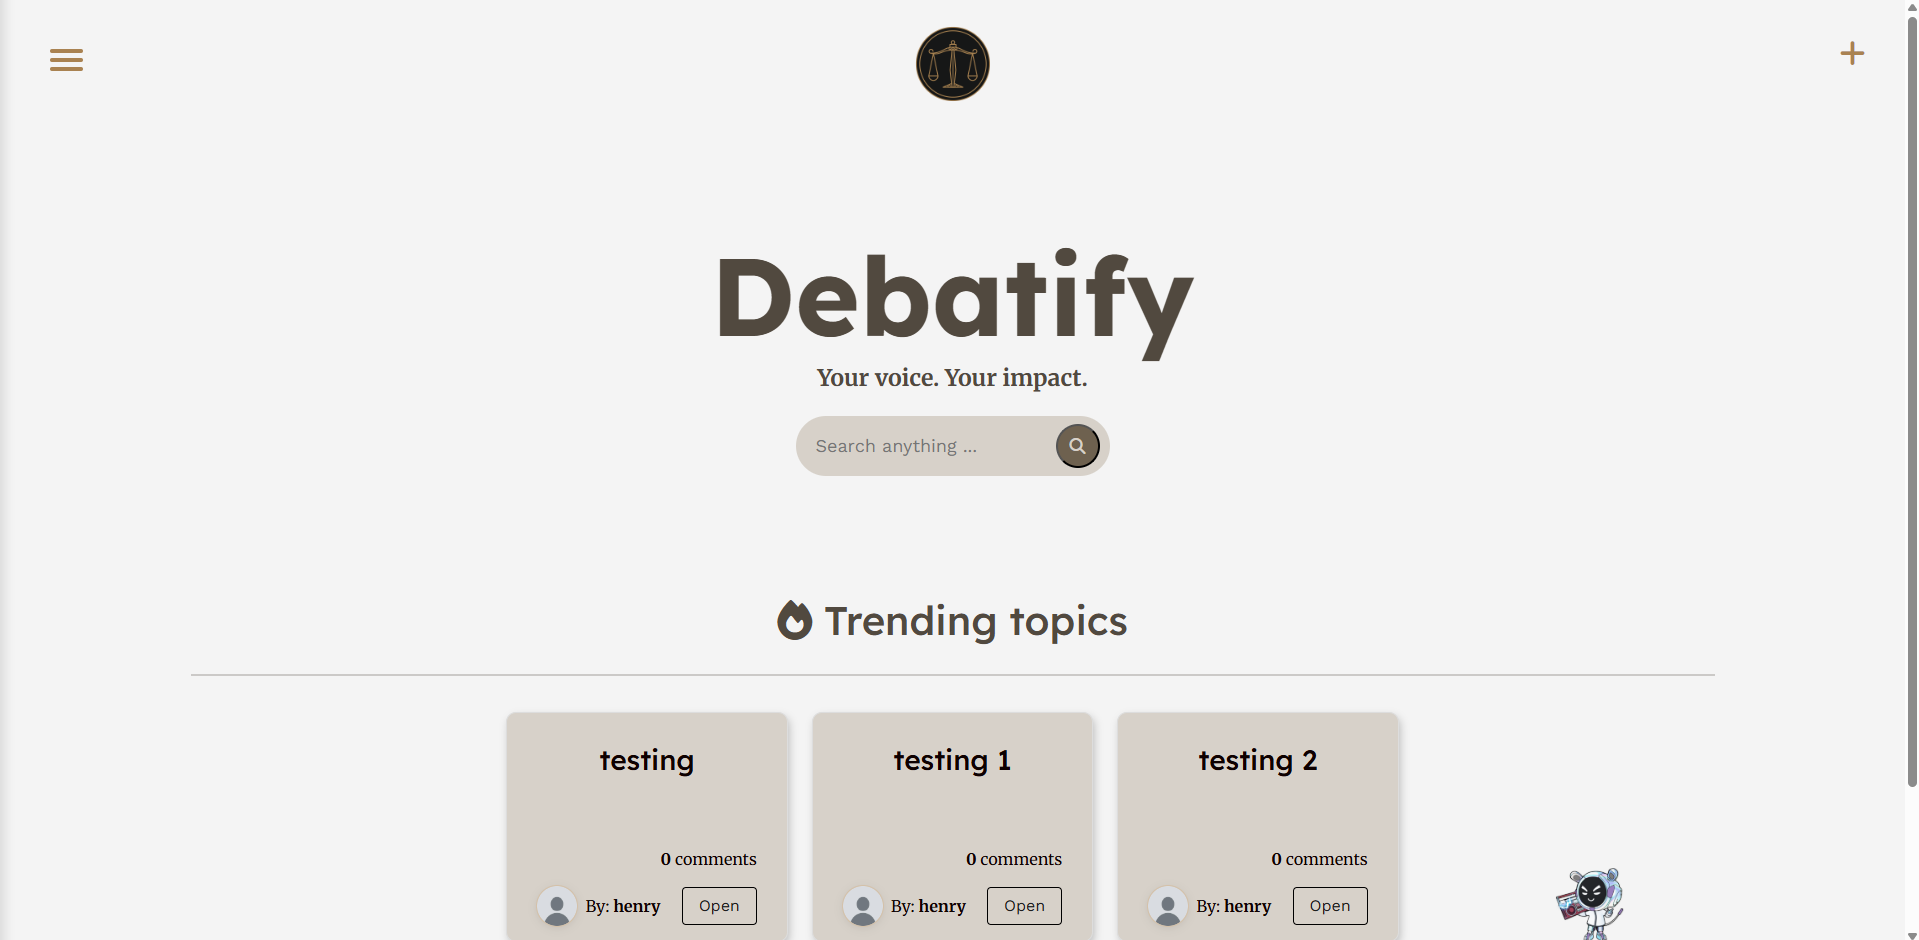 Debatify
Your voice. Your impact.
Search anything ...
Trending topics
testing
0 comments
By: henry
Open
testing 1
0 comments
By: henry
Open
testing 2
0 comments
By: henry
Open